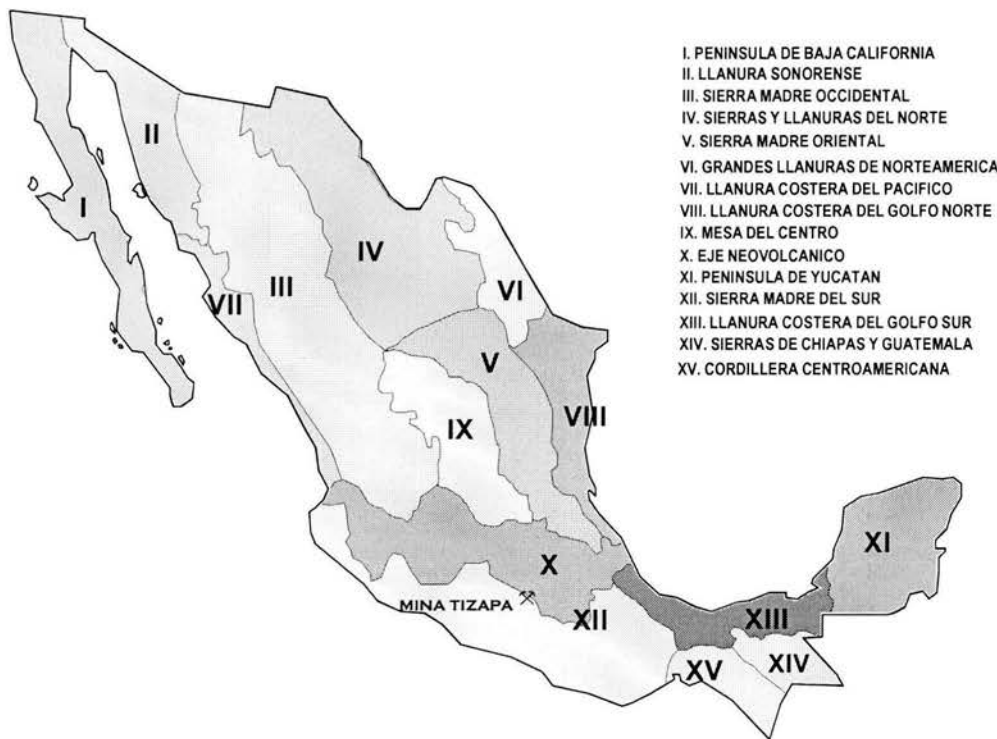 I. PENINSULA DE BAJA CALIFORNIA
II. LLANURA SONORENSE
III. SIERRA MADRE OCCIDENTAL
IV. SIERRAS Y LLANURAS DEL NORTE
V. SIERRA MADRE ORIENTAL
VI. GRANDES LLANURAS DE NORTEAMERICA
VII. LLANURA COSTERA DEL PACIFICO
VIII. LLANURA COSTERA DEL GOLFO NORTE
IX. MESA DEL CENTRO
X. EJE NEOVOLCANICO
XI. PENINSULA DE YUCATAN
XII. SIERRA MADRE DEL SUR
XIII. LLANURA COSTERA DEL GOLFO SUR
XIV. SIERRAS DE CHIAPAS Y GUATEMALA
XV. CORDILLERA CENTROAMERICANA
II
I
IV
III
VI
VII
V
VIII
IX
XI
X
MINA TIZAPA
XII
XIII
XIV
XV